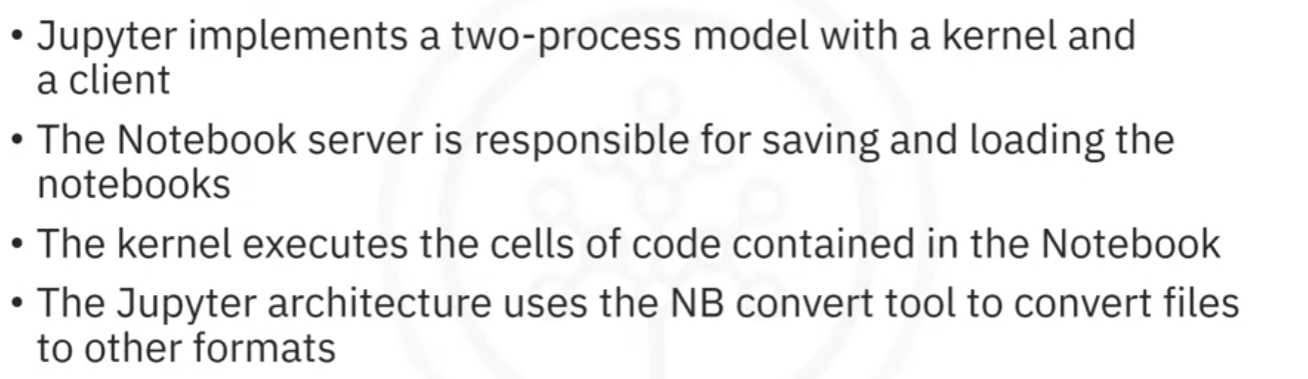 • Jupyter implements a two-process model with a kernel and
a client
• The Notebook server is responsible for saving and loading the
notebooks
• The kernel executes the cells of code contained in the Notebook
• The Jupyter architecture uses the NB convert tool to convert files
to other formats